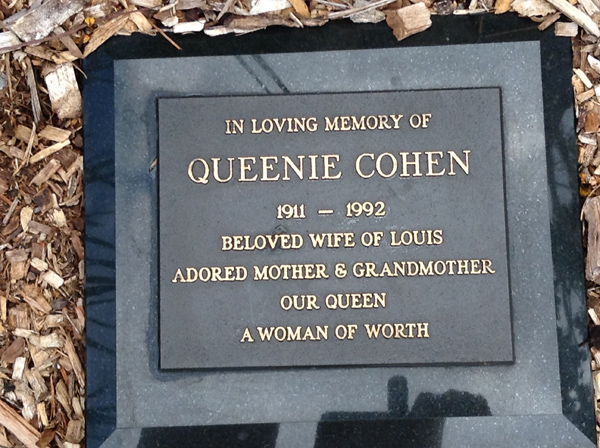 IN LOVING MEMORY OF
QUEENIE COHEN
1911 — 1992
BELOVED WIFE OF LOUIS
ADORED MOTHER & GRANDMOTHER
OUR QUEEN
A WOMAN OF WORTH